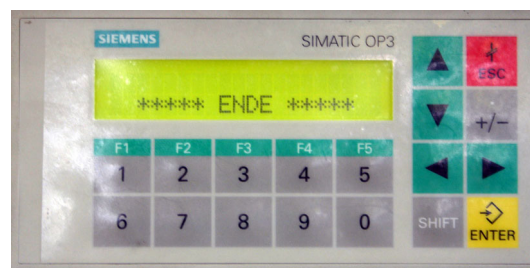 SIEMENS SIMATIC OP3
***** ENDE *****
ESC
+/-
F1 F2 F3 F4 F5
1 2 3 4 5
6 7 8 9 0
SHIFT ENTER